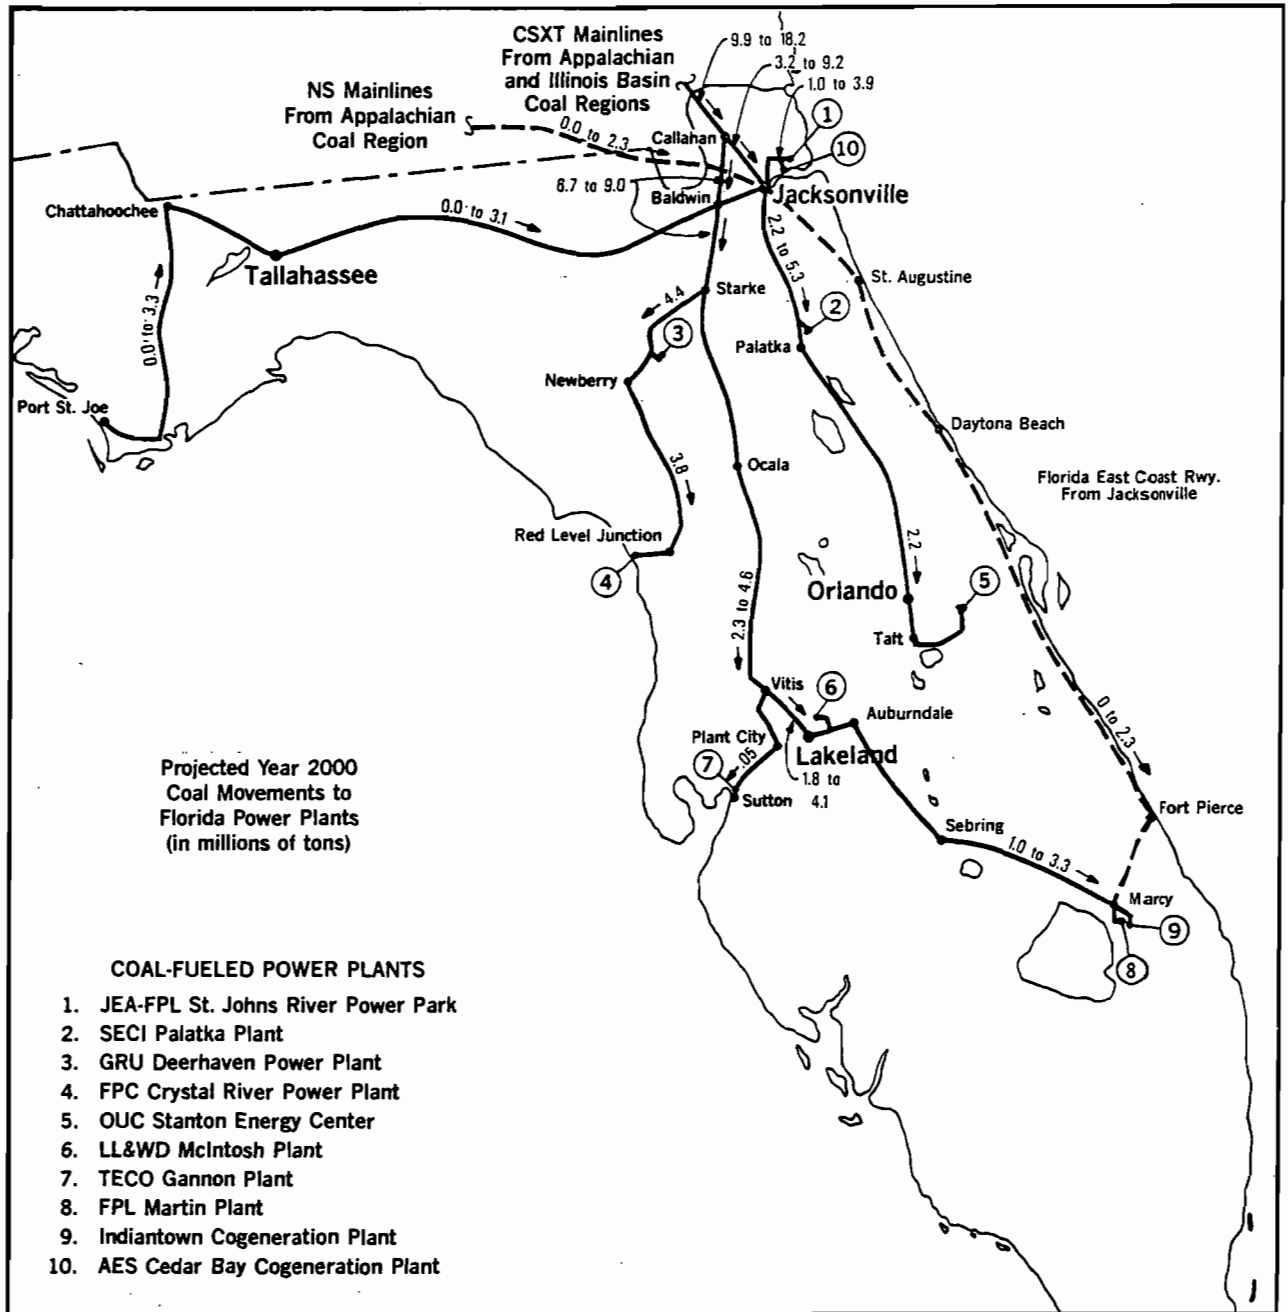 CSXT Mainlines
From Appalachian
and Illinois Basin
Coal Regions
9.9 to 18.2
3.2 to 9.2
1.0 to 3.9
NS Mainlines
From Appalachian
Coal Region
0.0 to 2.3
Callahan
1
10
6.7 to 9.0
Baldwin
Jacksonville
Chattahoochee
0.0 to 3.1
Tallahassee
2.2 to 5.3
St. Augustine
Starke
4.4
0.0 to 3.3
3
2
Palatka
Newberry
Port St. Joe
Daytona Beach
3.8
Ocala
Florida East Coast Rwy.
From Jacksonville
Red Level Junction
2.2
4
2.3 to 4.6
Orlando
5
Taft
Vitis
6
Auburndale
0 to 2.3
Plant City
Lakeland
7
.05
1.8 to
4.1
Sutton
Fort Pierce
Projected Year 2000
Coal Movements to
Florida Power Plants
(in millions of tons)
Sebring
1.0 to 3.3
Marcy
9
8
COAL-FUELED POWER PLANTS
1. JEA-FPL St. Johns River Power Park
2. SECI Palatka Plant
3. GRU Deerhaven Power Plant
4. FPC Crystal River Power Plant
5. OUC Stanton Energy Center
6. LL&WD McIntosh Plant
7. TECO Gannon Plant
8. FPL Martin Plant
9. Indiantown Cogeneration Plant
10. AES Cedar Bay Cogeneration Plant